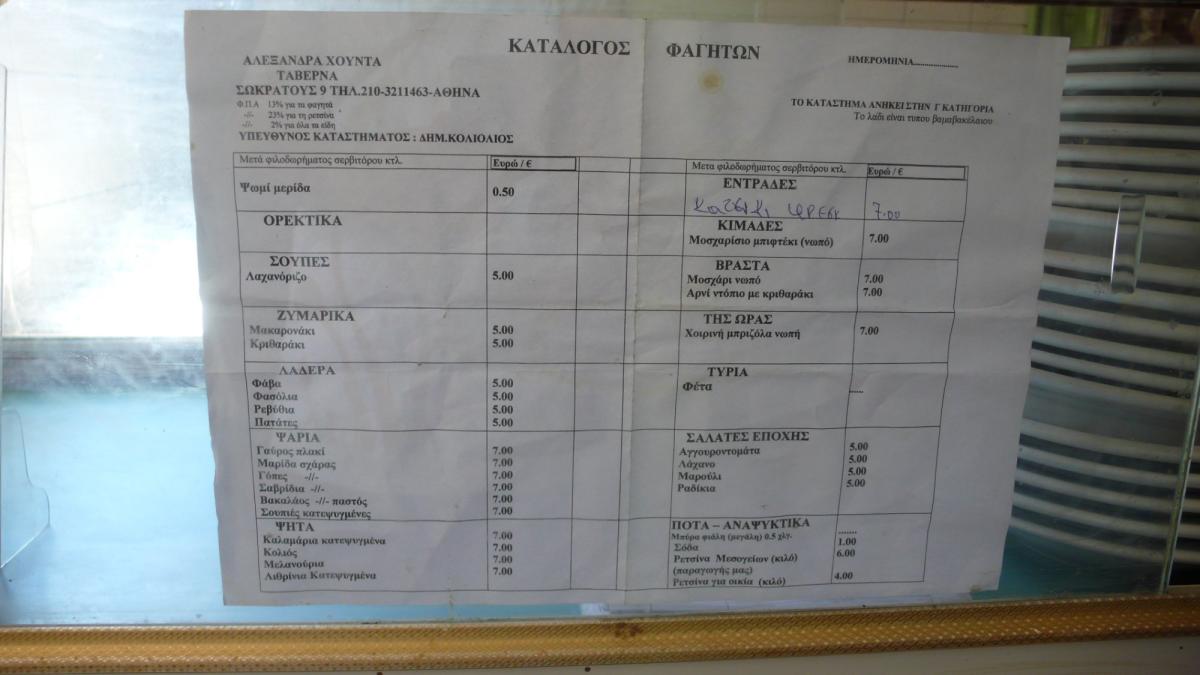 ΚΑΤΑΛΟΓΟΣ ΦΑΓΗΤΩΝ
ΑΛΕΞΑΝΔΡΑ ΧΟΥΝΤΑ
ΤΑΒΕΡΝΑ
ΣΩΚΡΑΤΟΥΣ 9 ΤΗΛ.210-3211463-ΑΘΗΝΑ
Φ.Π.Α 13% για τα φαγητά
-//- 23% για τη ρετσίνα
-//- 2% για όλα τα είδη
ΥΠΕΥΘΥΝΟΣ ΚΑΤΑΣΤΗΜΑΤΟΣ : ΔΗΜ.ΚΟΛΙΟΛΙΟΣ
ΗΜΕΡΟΜΗΝΙΑ....................
ΤΟ ΚΑΤΑΣΤΗΜΑ ΑΝΗΚΕΙ ΣΤΗΝ Γ ΚΑΤΗΓΟΡΙΑ
Το λάδι είναι τυπου βαμαβακέλαιου
Μετά φιλοδωρήματος σερβιτόρου κτλ. Ευρώ / €
Ψωμί μερίδα 0.50
ΟΡΕΚΤΙΚΑ
ΣΟΥΠΕΣ
Λαχανόριζο 5.00
ΖΥΜΑΡΙΚΑ
Μακαρονάκι 5.00
Κριθαράκι 5.00
ΛΑΔΕΡΑ
Φάβα 5.00
Φασόλια 5.00
Ρεβύθια 5.00
Πατάτες 5.00
ΨΑΡΙΑ
Γαύρος πλακί 7.00
Μαρίδα σχάρας 7.00
Γόπες -//- 7.00
Σαβρίδια -//- 7.00
Βακαλάος -//- παστός 7.00
Σουπιές κατεψυγμένες 7.00
ΨΗΤΑ
Καλαμάρια κατεψυγμένα 7.00
Κολιός 7.00
Μελανούρια 7.00
Λιθρίνια Κατεψυγμένα 7.00
Μετα φιλοδωρήματος σερβιτόρου κτλ. Ευρώ / €
ΕΝΤΡΑΔΕΣ
7.00
ΚΙΜΑΔΕΣ
Μοσχαρίσιο μπιφτέκι (νωπό) 7.00
ΒΡΑΣΤΑ
Μοσχάρι νωπό 7.00
Αρνί ντόπιο με κριθαράκι 7.00
ΤΗΣ ΩΡΑΣ
Χοιρινή μπριζόλα νωπή 7.00
ΤΥΡΙΑ
Φέτα .....
ΣΑΛΑΤΕΣ ΕΠΟΧΗΣ
Αγγουροντομάτα 5.00
Λάχανο 5.00
Μαρούλι 5.00
Ραδίκια 5.00
ΠΟΤΑ – ΑΝΑΨΥΚΤΙΚΑ
Μπύρα φιάλη (μεγάλη) 0.5 χλγ. .......
Σόδα 1.00
Ρετσίνα Μεσογείων (κιλό) 6.00
(παραγωγής μας)
Ρετσίνα για οικία (κιλό) 4.00